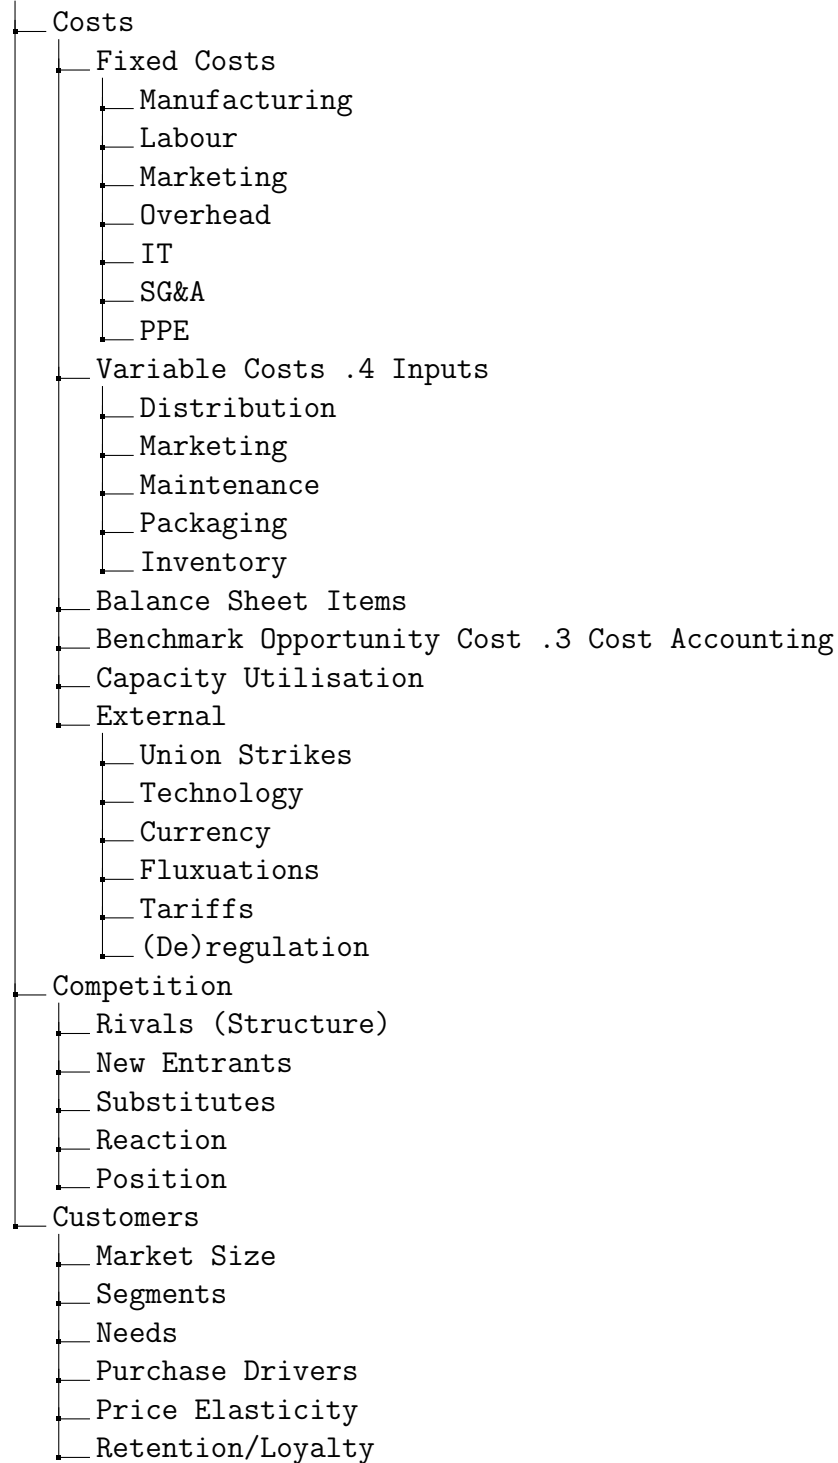 Costs
Fixed Costs
Manufacturing
Labour
Marketing
Overhead
IT
SG&A
PPE
Variable Costs .4 Inputs
Distribution
Marketing
Maintenance
Packaging
Inventory
Balance Sheet Items
Benchmark Opportunity Cost .3 Cost Accounting
Capacity Utilisation
External
Union Strikes
Technology
Currency
Fluxuations
Tariffs
(De)regulation
Competition
Rivals (Structure)
New Entrants
Substitutes
Reaction
Position
Customers
Market Size
Segments
Needs
Purchase Drivers
Price Elasticity
Retention/Loyalty